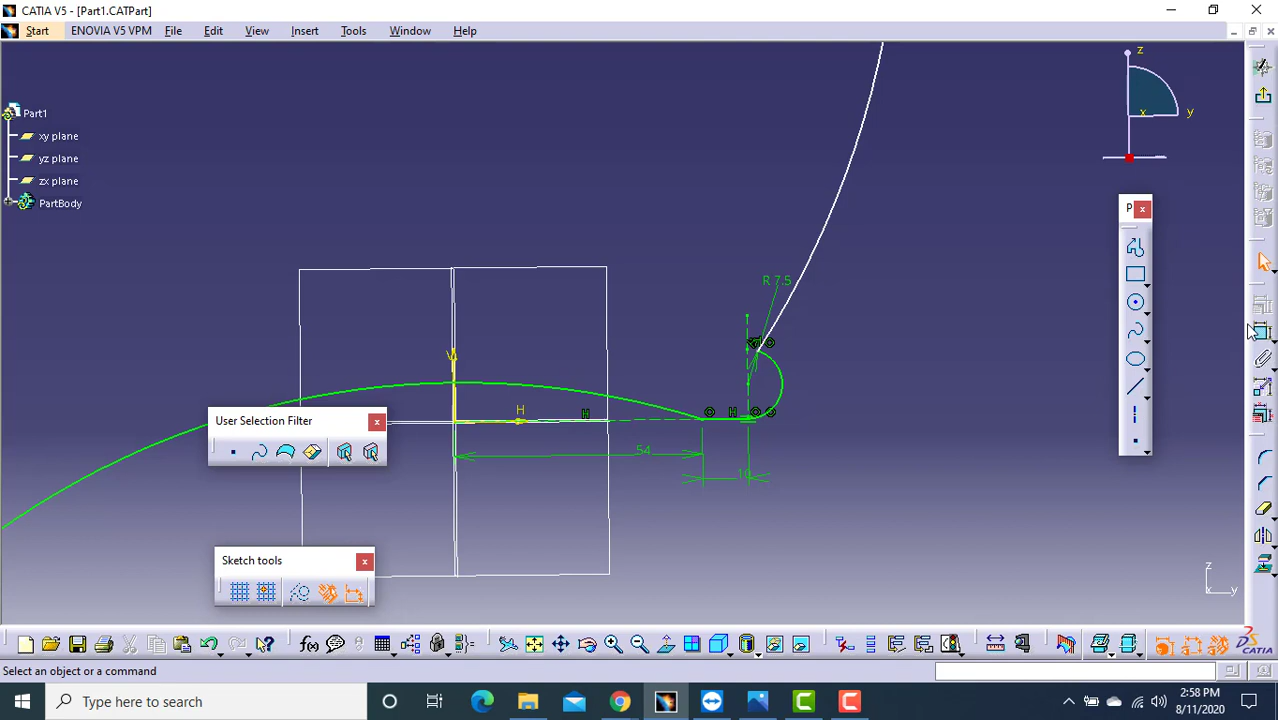 CATIA V5 - [Part1.CATPart]
Start ENOVIA V5 VPM File Edit View Insert Tools Window Help
z
x y
Part1
xy plane
yz plane
zx plane
PartBody
P
R 7.5
V
H H
H
User Selection Filter
54
10
Sketch tools
z
x y
f(x)
CATIA
Select an object or a command
Type here to search
2:58 PM
8/11/2020